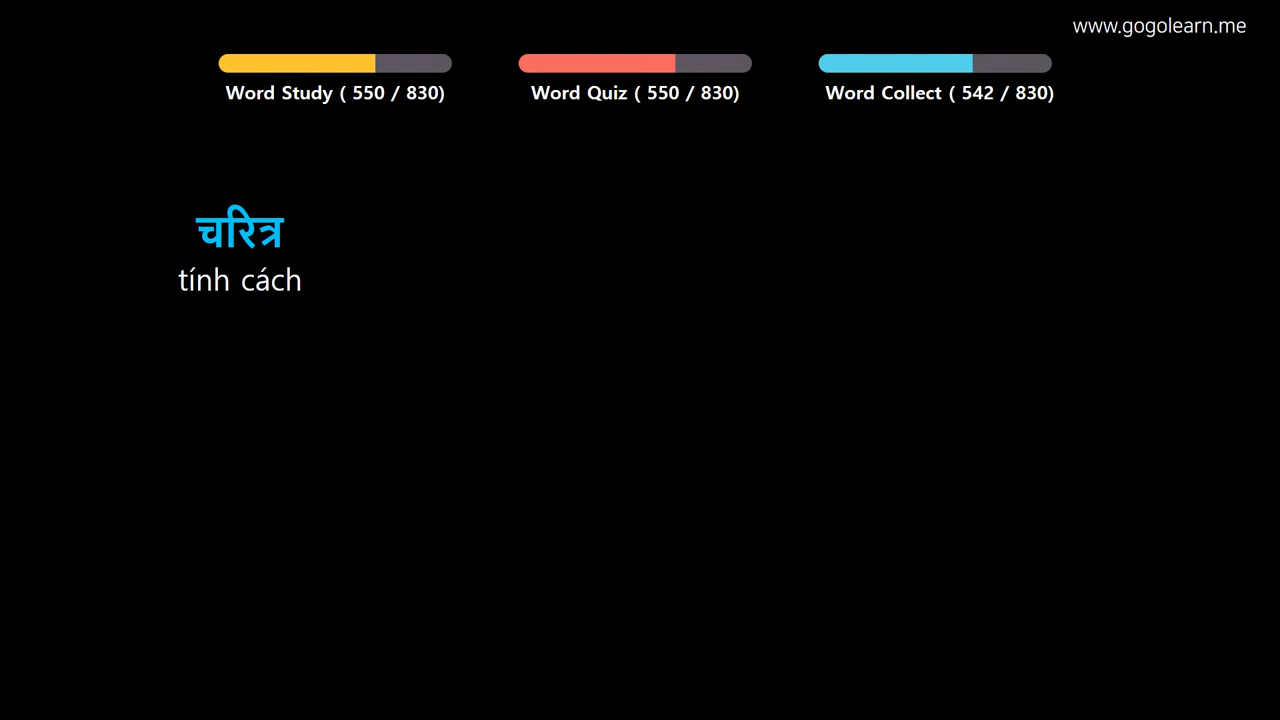 www.gogolearn.me
Word Study ( 550 / 830)
Word Quiz ( 550 / 830)
Word Collect ( 542 / 830)
चरित्र
tính cách